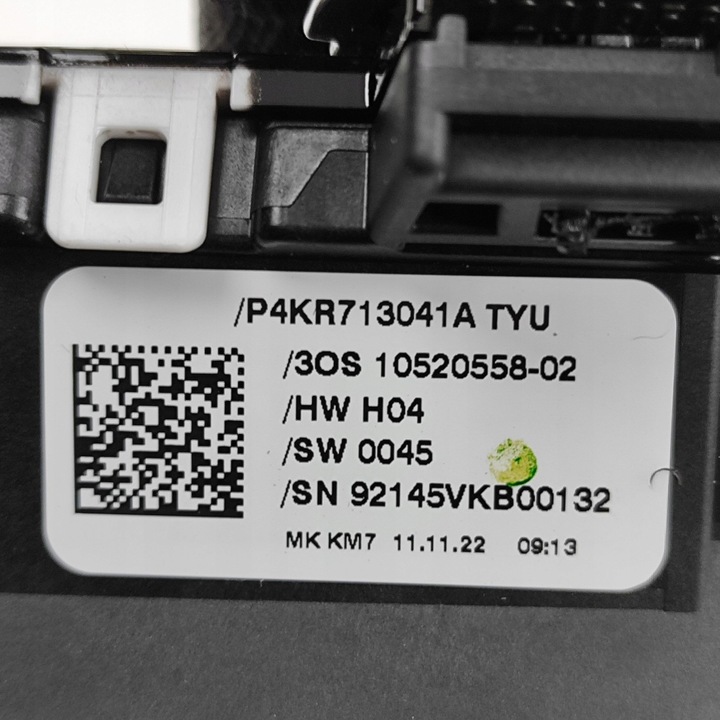 /P4KR713041A TYU
/3OS 10520558-02
/HW H04
/SW 0045
/SN 92145VKB00132
MK KM7 11.11.22 09:13